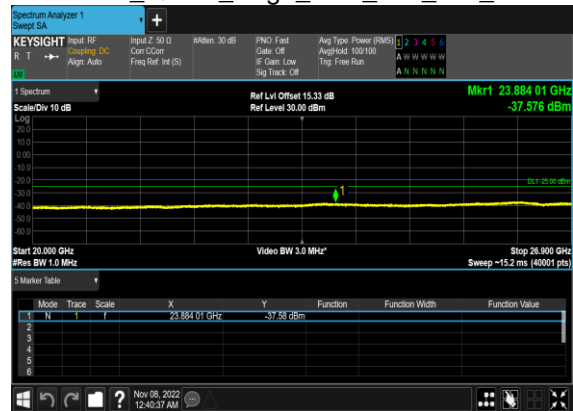 Spectrum Analyzer 1
Swept SA
+
KEYSIGHT Input: RF Input Z: 50 Ω #Atten: 30 dB PNO: Fast Avg Type: Power (RMS) 1 2 3 4 5 6
R T Coupling: DC Corr CCorr Gate: Off Avg|Hold: 100/100 A W W W W W
Align: Auto Freq Ref: Int (S) IF Gain: Low Trig: Free Run
LXI Sig Track: Off A N N N N N
1 Spectrum Ref Lvl Offset 15.33 dB Mkr1 23.884 01 GHz
Scale/Div 10 dB Ref Level 30.00 dBm -37.576 dBm
Log
20.0
10.0
0.00
-10.0
-20.0
DL1 -25.00 dBm
-30.0
1
-40.0
-50.0
-60.0
Start 20.000 GHz Video BW 3.0 MHz* Stop 26.900 GHz
#Res BW 1.0 MHz Sweep ~15.2 ms (40001 pts)
5 Marker Table
Mode Trace Scale X Y Function Function Width Function Value
1 N 1 f 23.884 01 GHz -37.58 dBm
2
3
4
5
6
? Nov 08, 2022
12:40:37 AM